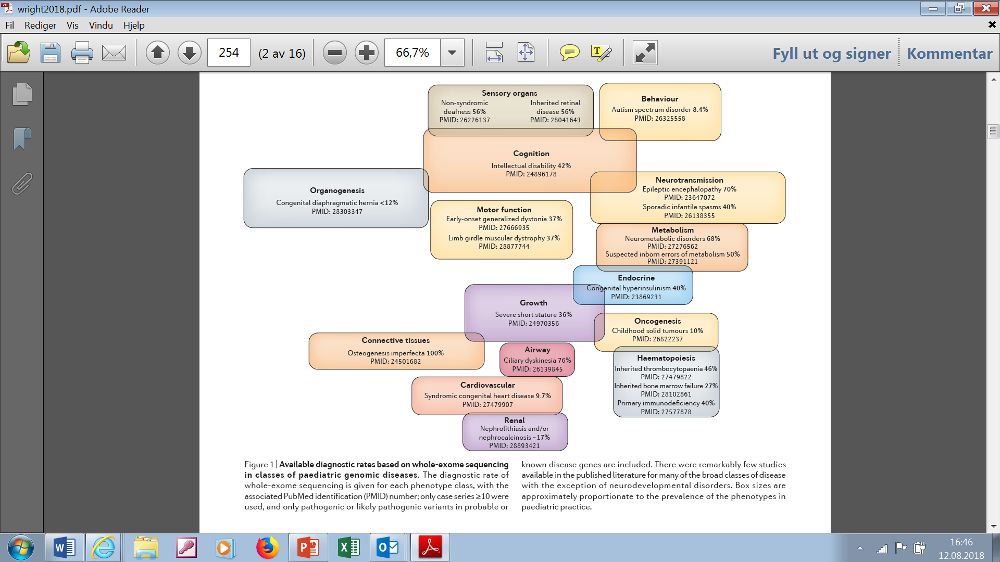 wright2018.pdf - Adobe Reader
Fil Rediger Vis Vindu Hjelp
254 (2 av 16) 66,7% Fyll ut og signer Kommentar
Sensory organs
Non-syndromic
deafness 56%
PMID: 26226137
Inherited retinal
disease 56%
PMID: 28041643
Behaviour
Autism spectrum disorder 8.4%
PMID: 26325558
Cognition
Intellectual disability 42%
PMID: 24896178
Organogenesis
Congenital diaphragmatic hernia <12%
PMID: 28303347
Neurotransmission
Epileptic encephalopathy 70%
PMID: 23647072
Sporadic infantile spasms 40%
PMID: 26138355
Motor function
Early-onset generalized dystonia 37%
PMID: 27666935
Limb girdle muscular dystrophy 37%
PMID: 28877744
Metabolism
Neurometabolic disorders 68%
PMID: 27276562
Suspected inborn errors of metabolism 50%
PMID: 27391121
Endocrine
Congenital hyperinsulinism 40%
PMID: 23869231
Growth
Severe short stature 36%
PMID: 24970356
Oncogenesis
Childhood solid tumours 10%
PMID: 26822237
Connective tissues
Osteogenesis imperfecta 100%
PMID: 24501682
Airway
Ciliary dyskinesia 76%
PMID: 26139845
Haematopoiesis
Inherited thrombocytopaenia 46%
PMID: 27479822
Inherited bone marrow failure 27%
PMID: 28102861
Primary immunodeficiency 40%
PMID: 27577878
Cardiovascular
Syndromic congenital heart disease 9.7%
PMID: 27479907
Renal
Nephrolithiasis and/or
nephrocalcinosis ~17%
PMID: 28893421
Figure 1 | Available diagnostic rates based on whole-exome sequencing
in classes of paediatric genomic diseases. The diagnostic rate of
whole-exome sequencing is given for each phenotype class, with the
associated PubMed identification (PMID) number; only case series ≥10 were
used, and only pathogenic or likely pathogenic variants in probable or
known disease genes are included. There were remarkably few studies
available in the published literature for many of the broad classes of disease
with the exception of neurodevelopmental disorders. Box sizes are
approximately proportionate to the prevalence of the phenotypes in
paediatric practice.
16:46
12.08.2018